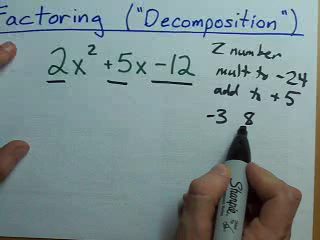 Factoring ("Decomposition")
2x² + 5x - 12
2 number
mult to -24
add to +5
-3 8
Sharpie